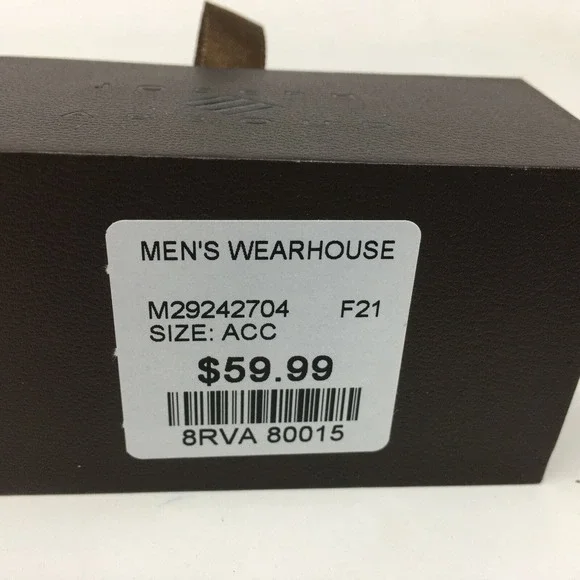 MEN'S WEARHOUSE
M29242704 F21
SIZE: ACC
$59.99
8RVA 80015